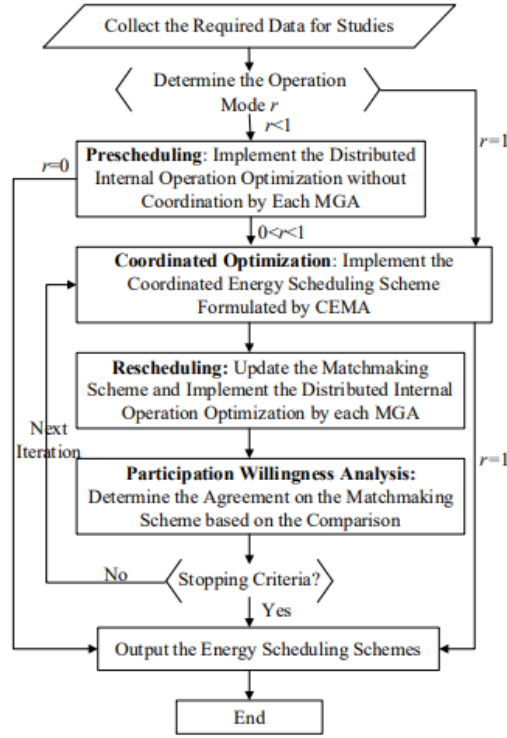 Collect the Required Data for Studies
Determine the Operation
Mode r
r<1
r=1
r=0
Prescheduling: Implement the Distributed
Internal Operation Optimization without
Coordination by Each MGA
0<r<1
Coordinated Optimization: Implement the
Coordinated Energy Scheduling Scheme
Formulated by CEMA
Rescheduling: Update the Matchmaking
Scheme and Implement the Distributed Internal
Operation Optimization by each MGA
Next
Iteration
Participation Willingness Analysis:
Determine the Agreement on the Matchmaking
Scheme based on the Comparison
r=1
No
Stopping Criteria?
Yes
Output the Energy Scheduling Schemes
End